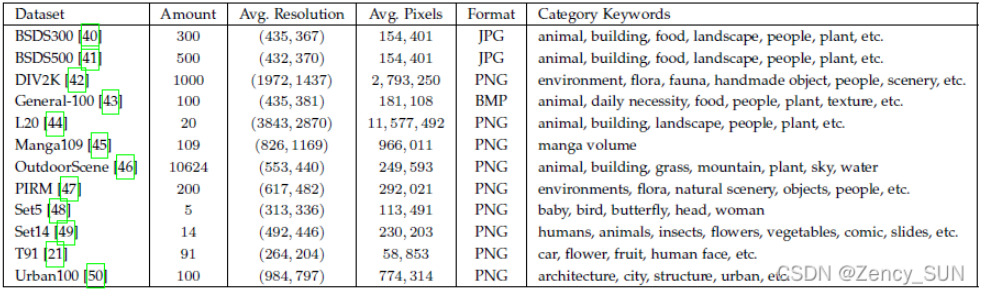 Dataset Amount Avg. Resolution Avg. Pixels Format Category Keywords
BSDS300 [40] 300 (435, 367) 154, 401 JPG animal, building, food, landscape, people, plant, etc.
BSDS500 [41] 500 (432, 370) 154, 401 JPG animal, building, food, landscape, people, plant, etc.
DIV2K [42] 1000 (1972, 1437) 2, 793, 250 PNG environment, flora, fauna, handmade object, people, scenery, etc.
General-100 [43] 100 (435, 381) 181, 108 BMP animal, daily necessity, food, people, plant, texture, etc.
L20 [44] 20 (3843, 2870) 11, 577, 492 PNG animal, building, landscape, people, plant, etc.
Manga109 [45] 109 (826, 1169) 966, 011 PNG manga volume
OutdoorScene [46] 10624 (553, 440) 249, 593 PNG animal, building, grass, mountain, plant, sky, water
PIRM [47] 200 (617, 482) 292, 021 PNG environments, flora, natural scenery, objects, people, etc.
Set5 [48] 5 (313, 336) 113, 491 PNG baby, bird, butterfly, head, woman
Set14 [49] 14 (492, 446) 230, 203 PNG humans, animals, insects, flowers, vegetables, comic, slides, etc.
T91 [21] 91 (264, 204) 58, 853 PNG car, flower, fruit, human face, etc.
Urban100 [50] 100 (984, 797) 774, 314 PNG architecture, city, structure, urban, etc.
CSDN @Zency_SUN